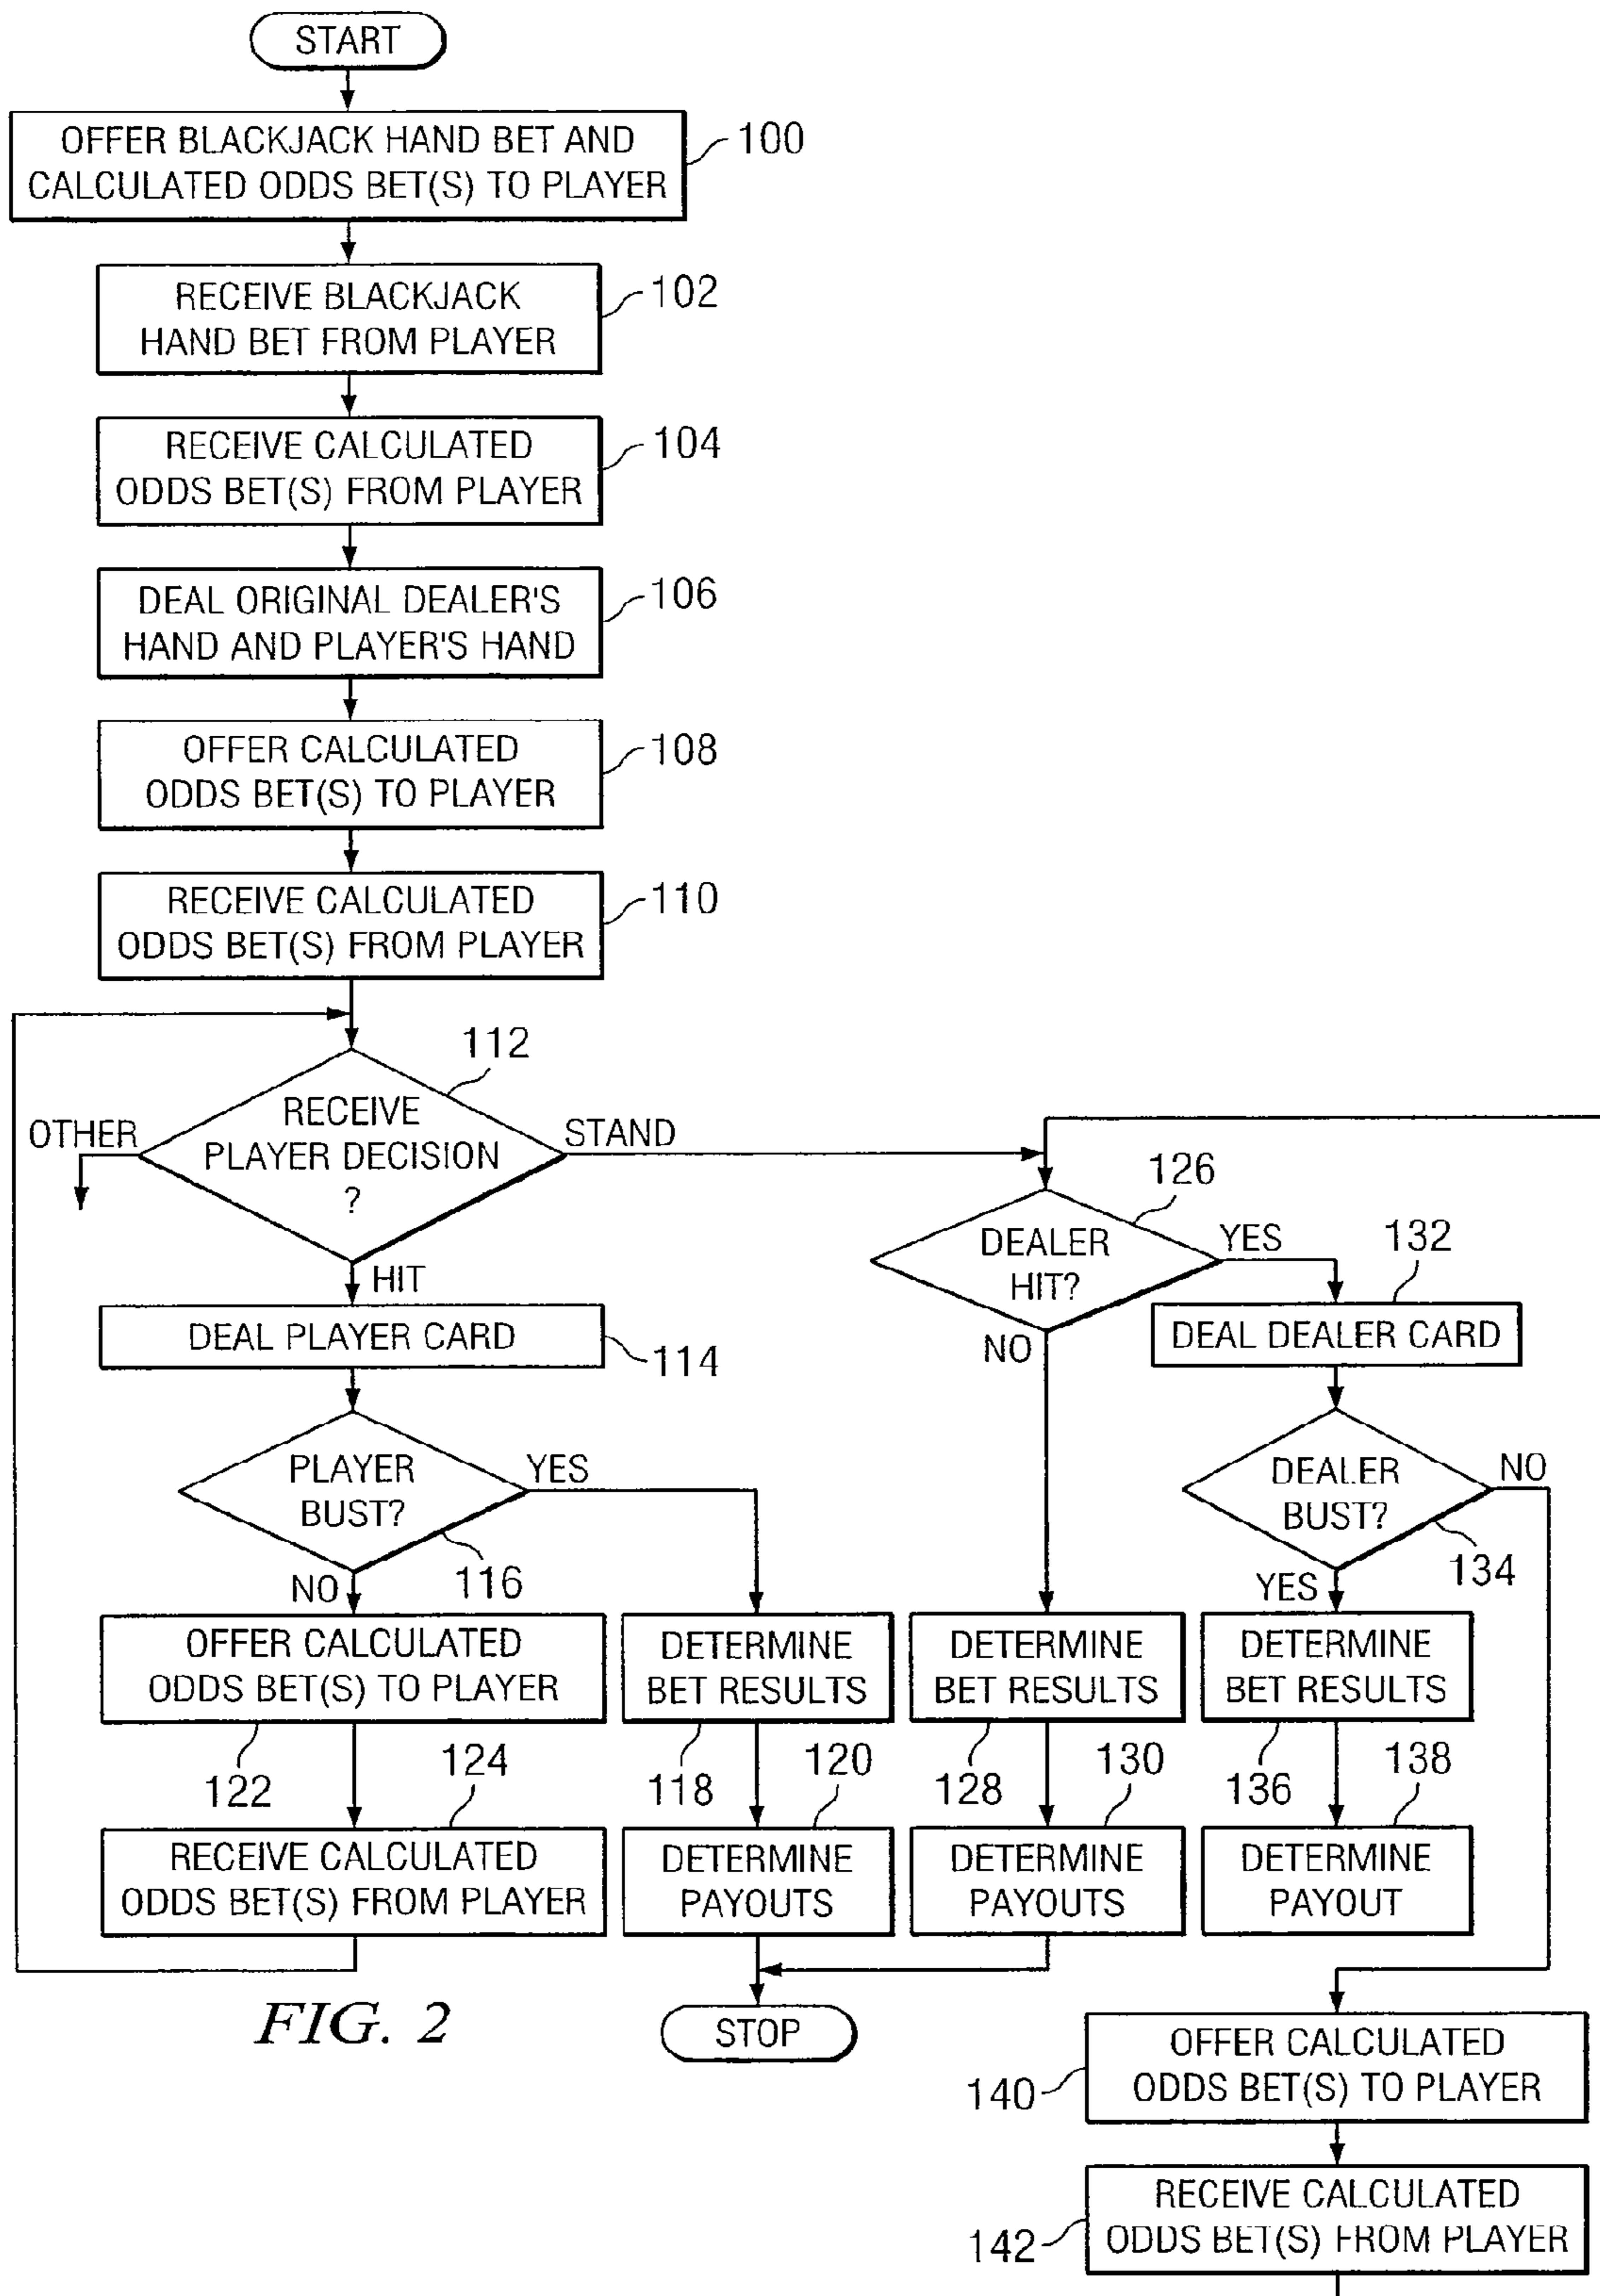 START
OFFER BLACKJACK HAND BET AND
CALCULATED ODDS BET(S) TO PLAYER
100
RECEIVE BLACKJACK
HAND BET FROM PLAYER
102
RECEIVE CALCULATED
ODDS BET(S) FROM PLAYER
104
DEAL ORIGINAL DEALER'S
HAND AND PLAYER'S HAND
106
OFFER CALCULATED
ODDS BET(S) TO PLAYER
108
RECEIVE CALCULATED
ODDS BET(S) FROM PLAYER
110
112
RECEIVE
PLAYER DECISION
?
OTHER
STAND
HIT
DEAL PLAYER CARD
114
PLAYER
BUST?
YES
116
NO
OFFER CALCULATED
ODDS BET(S) TO PLAYER
122
124
RECEIVE CALCULATED
ODDS BET(S) FROM PLAYER
DETERMINE
BET RESULTS
118
120
DETERMINE
PAYOUTS
STOP
126
DEALER
HIT?
YES
NO
132
DEAL DEALER CARD
DEALER
BUST?
NO
134
YES
DETERMINE
BET RESULTS
128
130
DETERMINE
PAYOUTS
DETERMINE
BET RESULTS
136
138
DETERMINE
PAYOUT
OFFER CALCULATED
ODDS BET(S) TO PLAYER
140
RECEIVE CALCULATED
ODDS BET(S) FROM PLAYER
142
FIG. 2